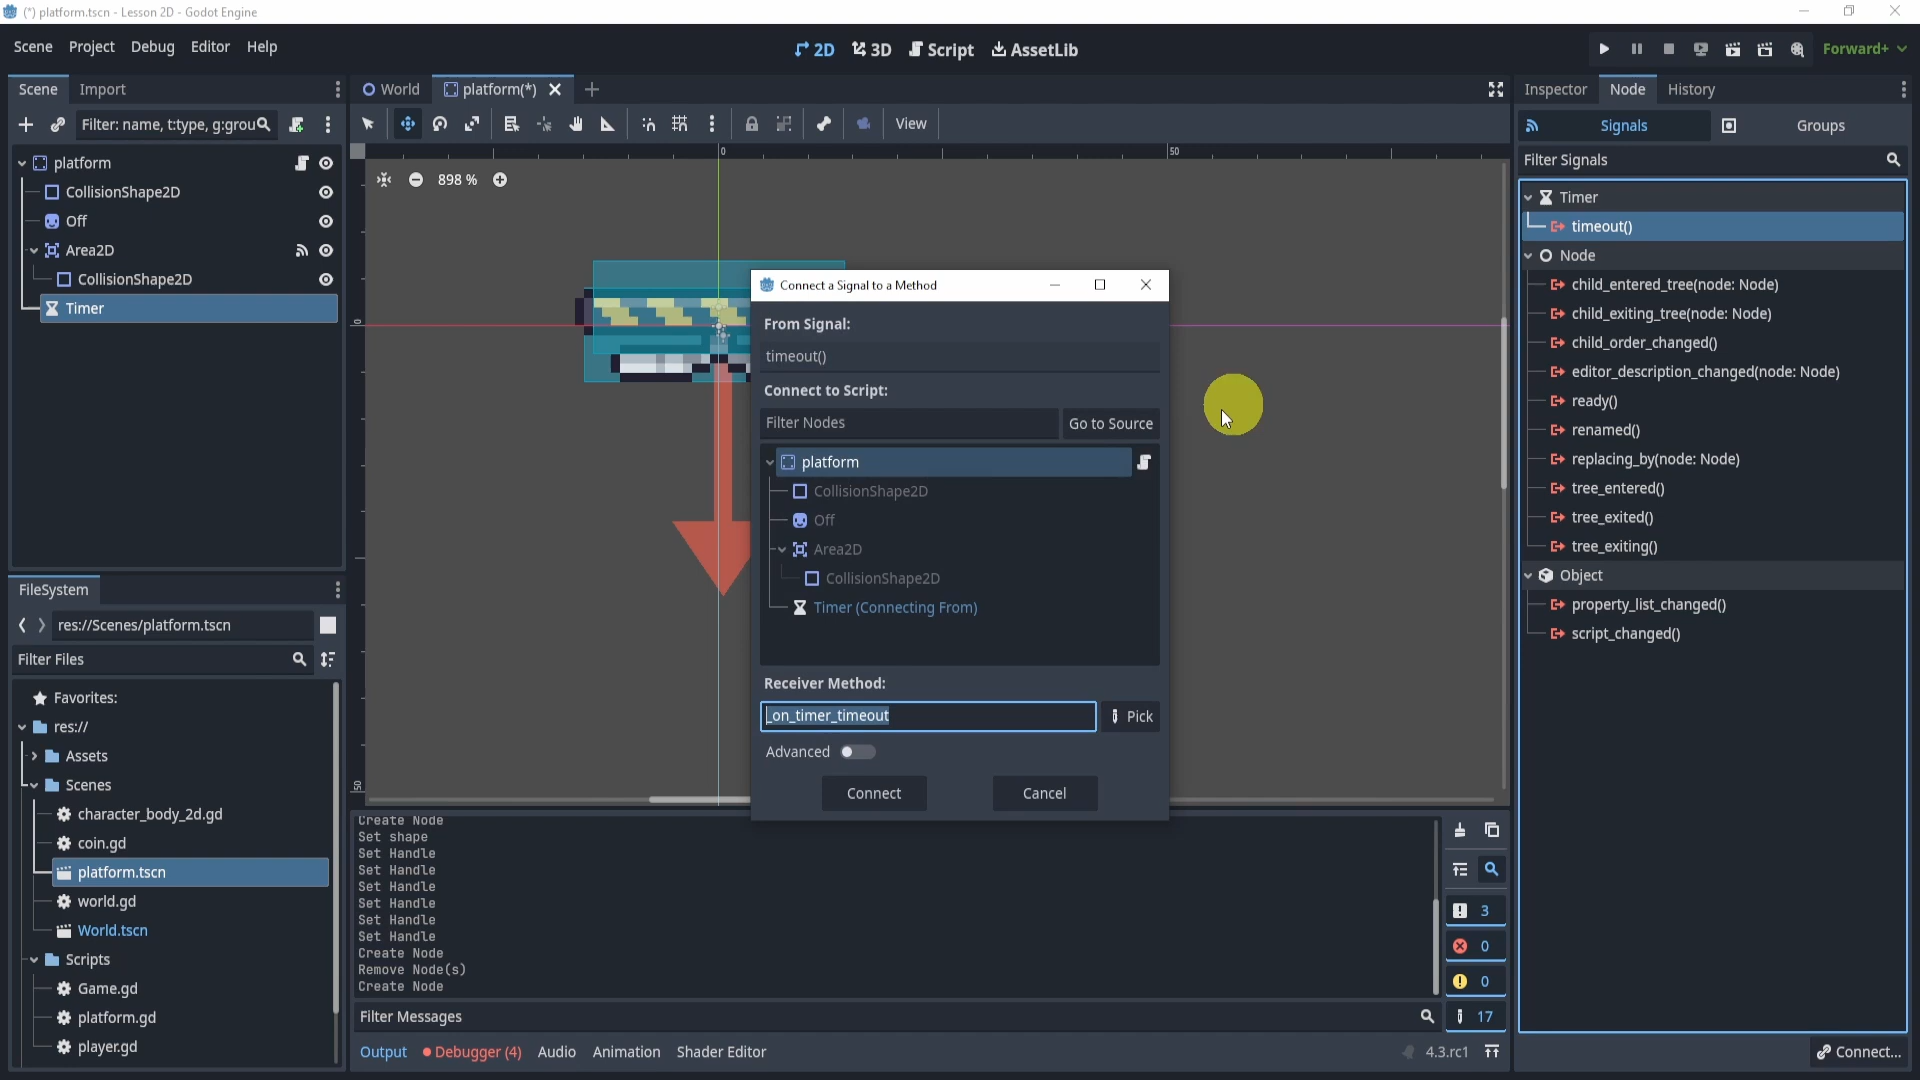 (*) platform.tscn - Lesson 2D - Godot Engine
Scene Project Debug Editor Help
2D 3D Script AssetLib
Forward+
Scene Import
World platform(*)
Inspector Node History
Filter: name, t:type, g:grou
View
Signals Groups
Filter Signals
platform
CollisionShape2D
Off
Area2D
CollisionShape2D
Timer
0 50
898 %
0
50
Timer
timeout()
Node
child_entered_tree(node: Node)
child_exiting_tree(node: Node)
child_order_changed()
editor_description_changed(node: Node)
ready()
renamed()
replacing_by(node: Node)
tree_entered()
tree_exited()
tree_exiting()
Object
property_list_changed()
script_changed()
Connect a Signal to a Method
From Signal:
timeout()
Connect to Script:
Filter Nodes Go to Source
platform
CollisionShape2D
Off
Area2D
CollisionShape2D
Timer (Connecting From)
Receiver Method:
_on_timer_timeout Pick
Advanced
Connect Cancel
FileSystem
res://Scenes/platform.tscn
Filter Files
Favorites:
res://
Assets
Scenes
character_body_2d.gd
coin.gd
platform.tscn
world.gd
World.tscn
Scripts
Game.gd
platform.gd
player.gd
Create Node
Set shape
Set Handle
Set Handle
Set Handle
Set Handle
Set Handle
Set Handle
Create Node
Remove Node(s)
Create Node
3
0
0
17
Filter Messages
Output Debugger (4) Audio Animation Shader Editor
4.3.rc1
Connect...